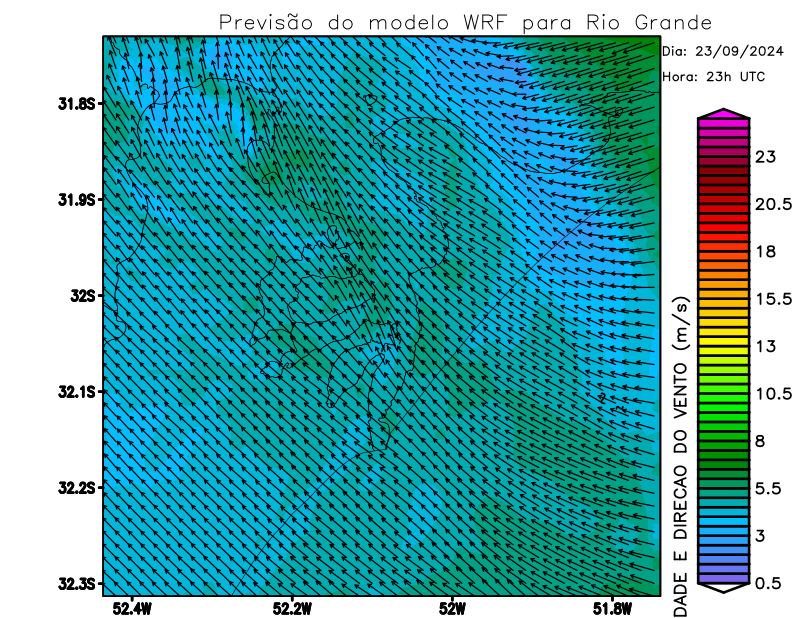 Previsão do modelo WRF para Rio Grande
Dia: 23/09/2024
Hora: 23h UTC
31.8S
31.9S
32S
32.1S
32.2S
32.3S
52.4W
52.2W
52W
51.8W
DADE E DIRECAO DO VENTO (m/s)
23
20.5
18
15.5
13
10.5
8
5.5
3
0.5